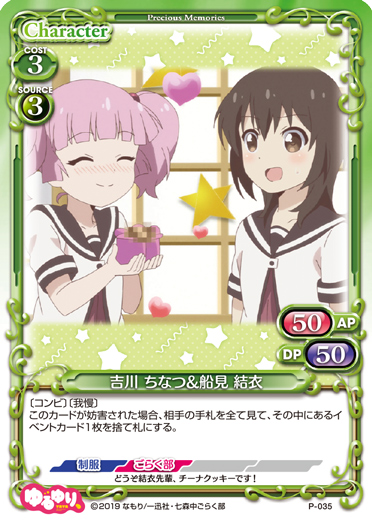 Precious Memories
Character
COST
3
SOURCE
3
50 AP
DP 50
吉川 ちなつ&船見 結衣
〔コンビ〕〔我慢〕
このカードが妨害された場合、相手の手札を全て見て、その中にあるイ
ベントカード1枚を捨て札にする。
制服 ごらく部
どうぞ結衣先輩、チーナクッキーです！
ゆるゆり、
©2019 なもり/一迅社・七森中ごらく部
P-035